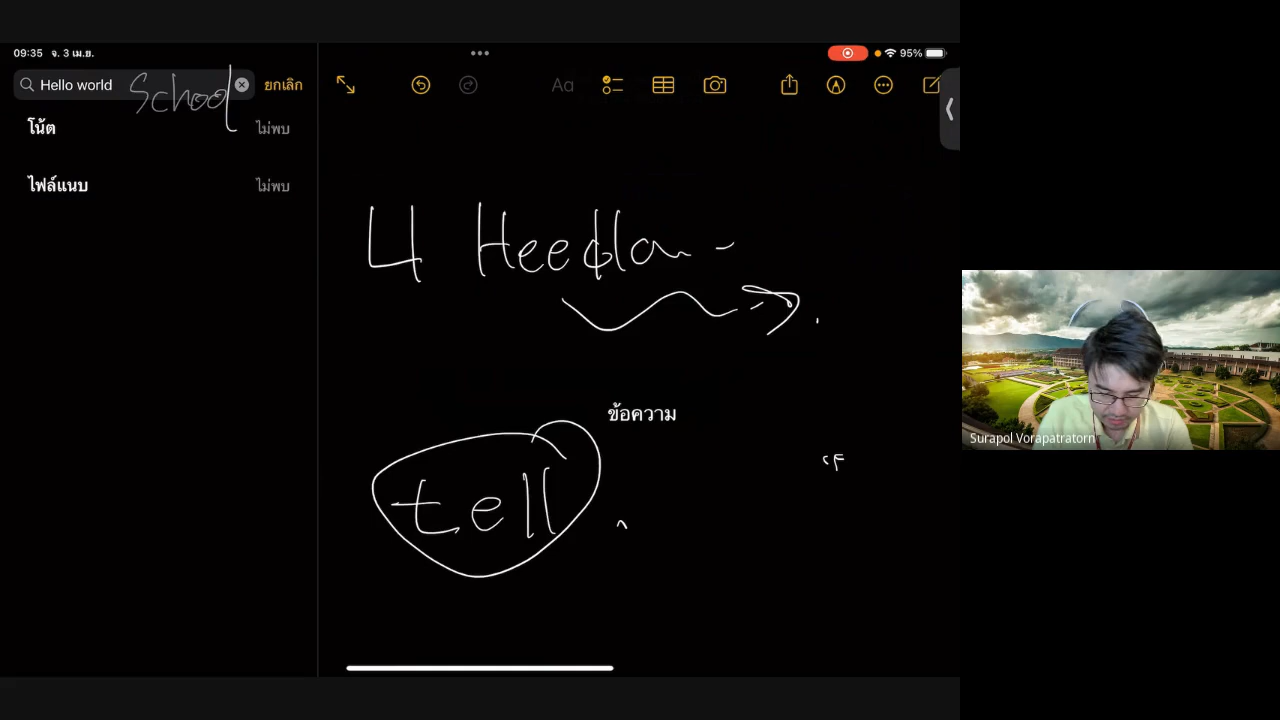 09:35 จ. 3 เม.ย.
95%
Hello world School
ยกเลิก
Aa
โน้ต ไม่พบ
ไฟล์แนบ ไม่พบ
4
ข้อความ
tell
Surapol Vorapatratorn